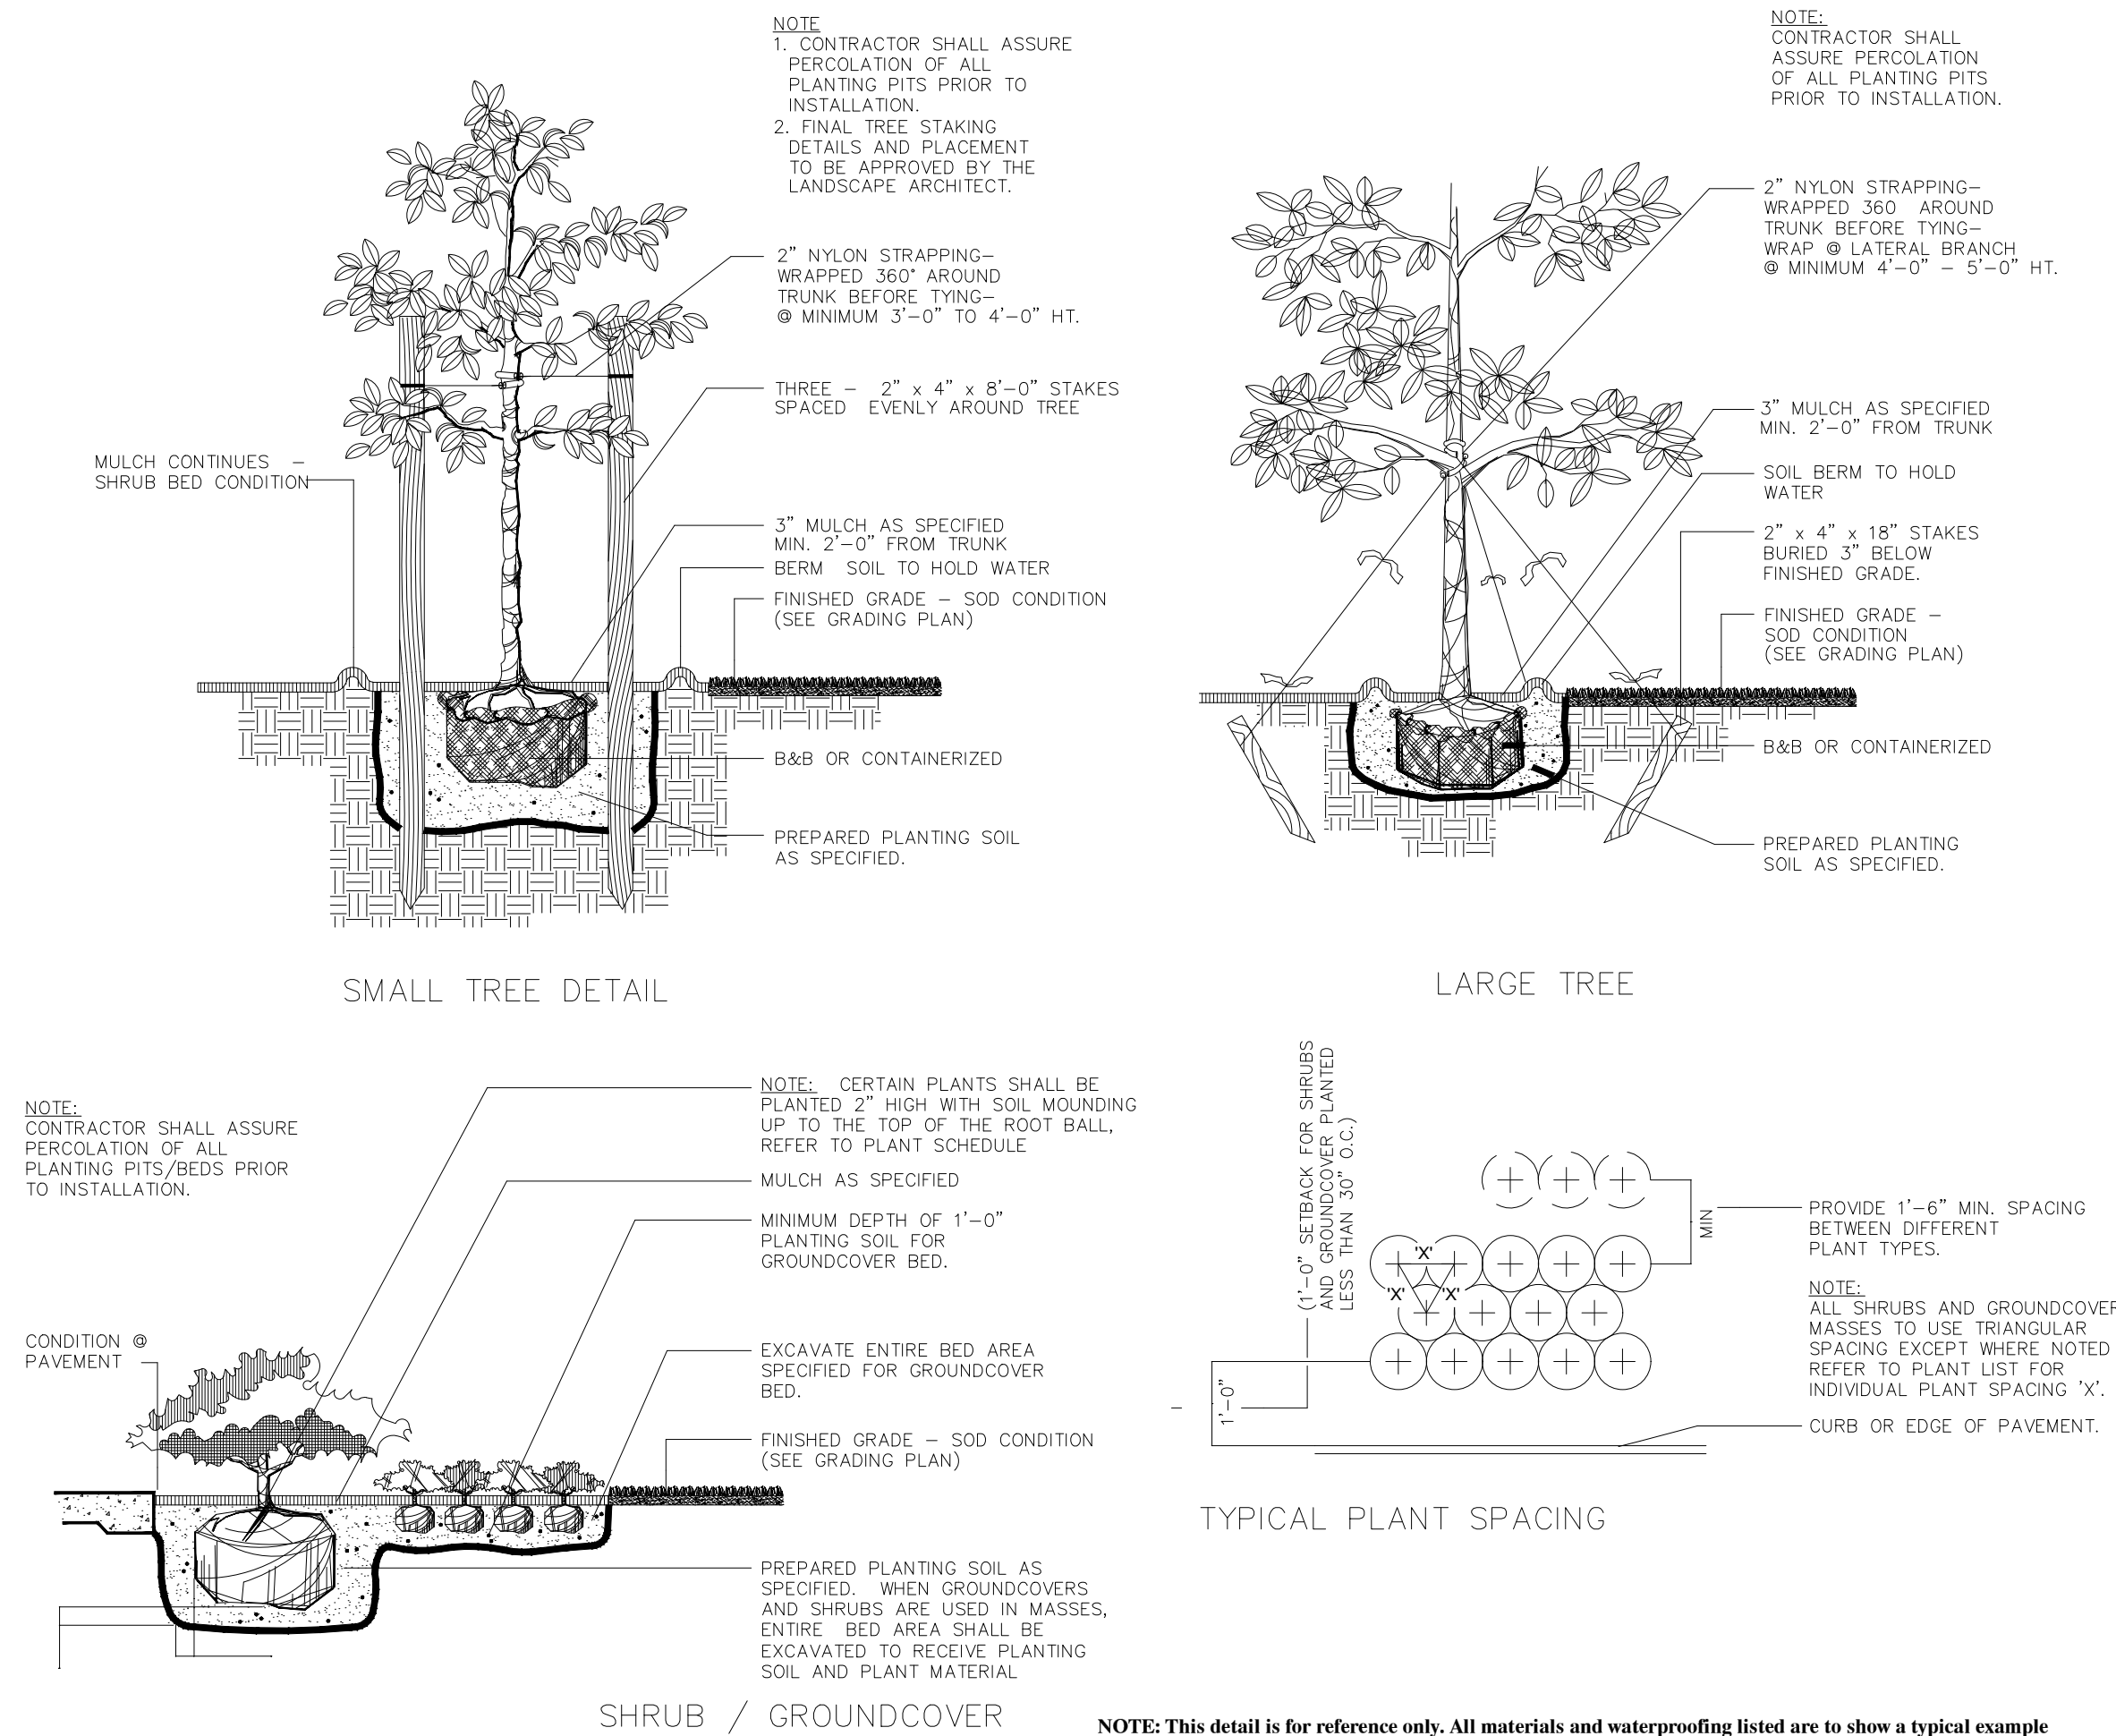 NOTE
1. CONTRACTOR SHALL ASSURE
PERCOLATION OF ALL
PLANTING PITS PRIOR TO
INSTALLATION.
2. FINAL TREE STAKING
DETAILS AND PLACEMENT
TO BE APPROVED BY THE
LANDSCAPE ARCHITECT.
2" NYLON STRAPPING–
WRAPPED 360° AROUND
TRUNK BEFORE TYING–
@ MINIMUM 3'–0" TO 4'–0" HT.
THREE – 2" x 4" x 8'–0" STAKES
SPACED EVENLY AROUND TREE
MULCH CONTINUES –
SHRUB BED CONDITION
3" MULCH AS SPECIFIED
MIN. 2'–0" FROM TRUNK
BERM SOIL TO HOLD WATER
FINISHED GRADE – SOD CONDITION
(SEE GRADING PLAN)
B&B OR CONTAINERIZED
PREPARED PLANTING SOIL
AS SPECIFIED.
SMALL TREE DETAIL
NOTE:
CONTRACTOR SHALL
ASSURE PERCOLATION
OF ALL PLANTING PITS
PRIOR TO INSTALLATION.
2" NYLON STRAPPING–
WRAPPED 360 AROUND
TRUNK BEFORE TYING–
WRAP @ LATERAL BRANCH
@ MINIMUM 4'–0" – 5'–0" HT.
3" MULCH AS SPECIFIED
MIN. 2'–0" FROM TRUNK
SOIL BERM TO HOLD
WATER
2" x 4" x 18" STAKES
BURIED 3" BELOW
FINISHED GRADE.
FINISHED GRADE –
SOD CONDITION
(SEE GRADING PLAN)
B&B OR CONTAINERIZED
PREPARED PLANTING
SOIL AS SPECIFIED.
LARGE TREE
NOTE:
CONTRACTOR SHALL ASSURE
PERCOLATION OF ALL
PLANTING PITS/BEDS PRIOR
TO INSTALLATION.
CONDITION @
PAVEMENT
NOTE: CERTAIN PLANTS SHALL BE
PLANTED 2" HIGH WITH SOIL MOUNDING
UP TO THE TOP OF THE ROOT BALL,
REFER TO PLANT SCHEDULE
MULCH AS SPECIFIED
MINIMUM DEPTH OF 1'–0"
PLANTING SOIL FOR
GROUNDCOVER BED.
EXCAVATE ENTIRE BED AREA
SPECIFIED FOR GROUNDCOVER
BED.
FINISHED GRADE – SOD CONDITION
(SEE GRADING PLAN)
PREPARED PLANTING SOIL AS
SPECIFIED. WHEN GROUNDCOVERS
AND SHRUBS ARE USED IN MASSES,
ENTIRE BED AREA SHALL BE
EXCAVATED TO RECEIVE PLANTING
SOIL AND PLANT MATERIAL
SHRUB / GROUNDCOVER
(1'–0" SETBACK FOR SHRUBS
AND GROUNDCOVER PLANTED
LESS THAN 30" O.C.)
'X'
'X' 'X'
MIN
1'–0"
PROVIDE 1'–6" MIN. SPACING
BETWEEN DIFFERENT
PLANT TYPES.
NOTE:
ALL SHRUBS AND GROUNDCOVER
MASSES TO USE TRIANGULAR
SPACING EXCEPT WHERE NOTED
REFER TO PLANT LIST FOR
INDIVIDUAL PLANT SPACING 'X'.
CURB OR EDGE OF PAVEMENT.
TYPICAL PLANT SPACING
NOTE: This detail is for reference only. All materials and waterproofing listed are to show a typical example